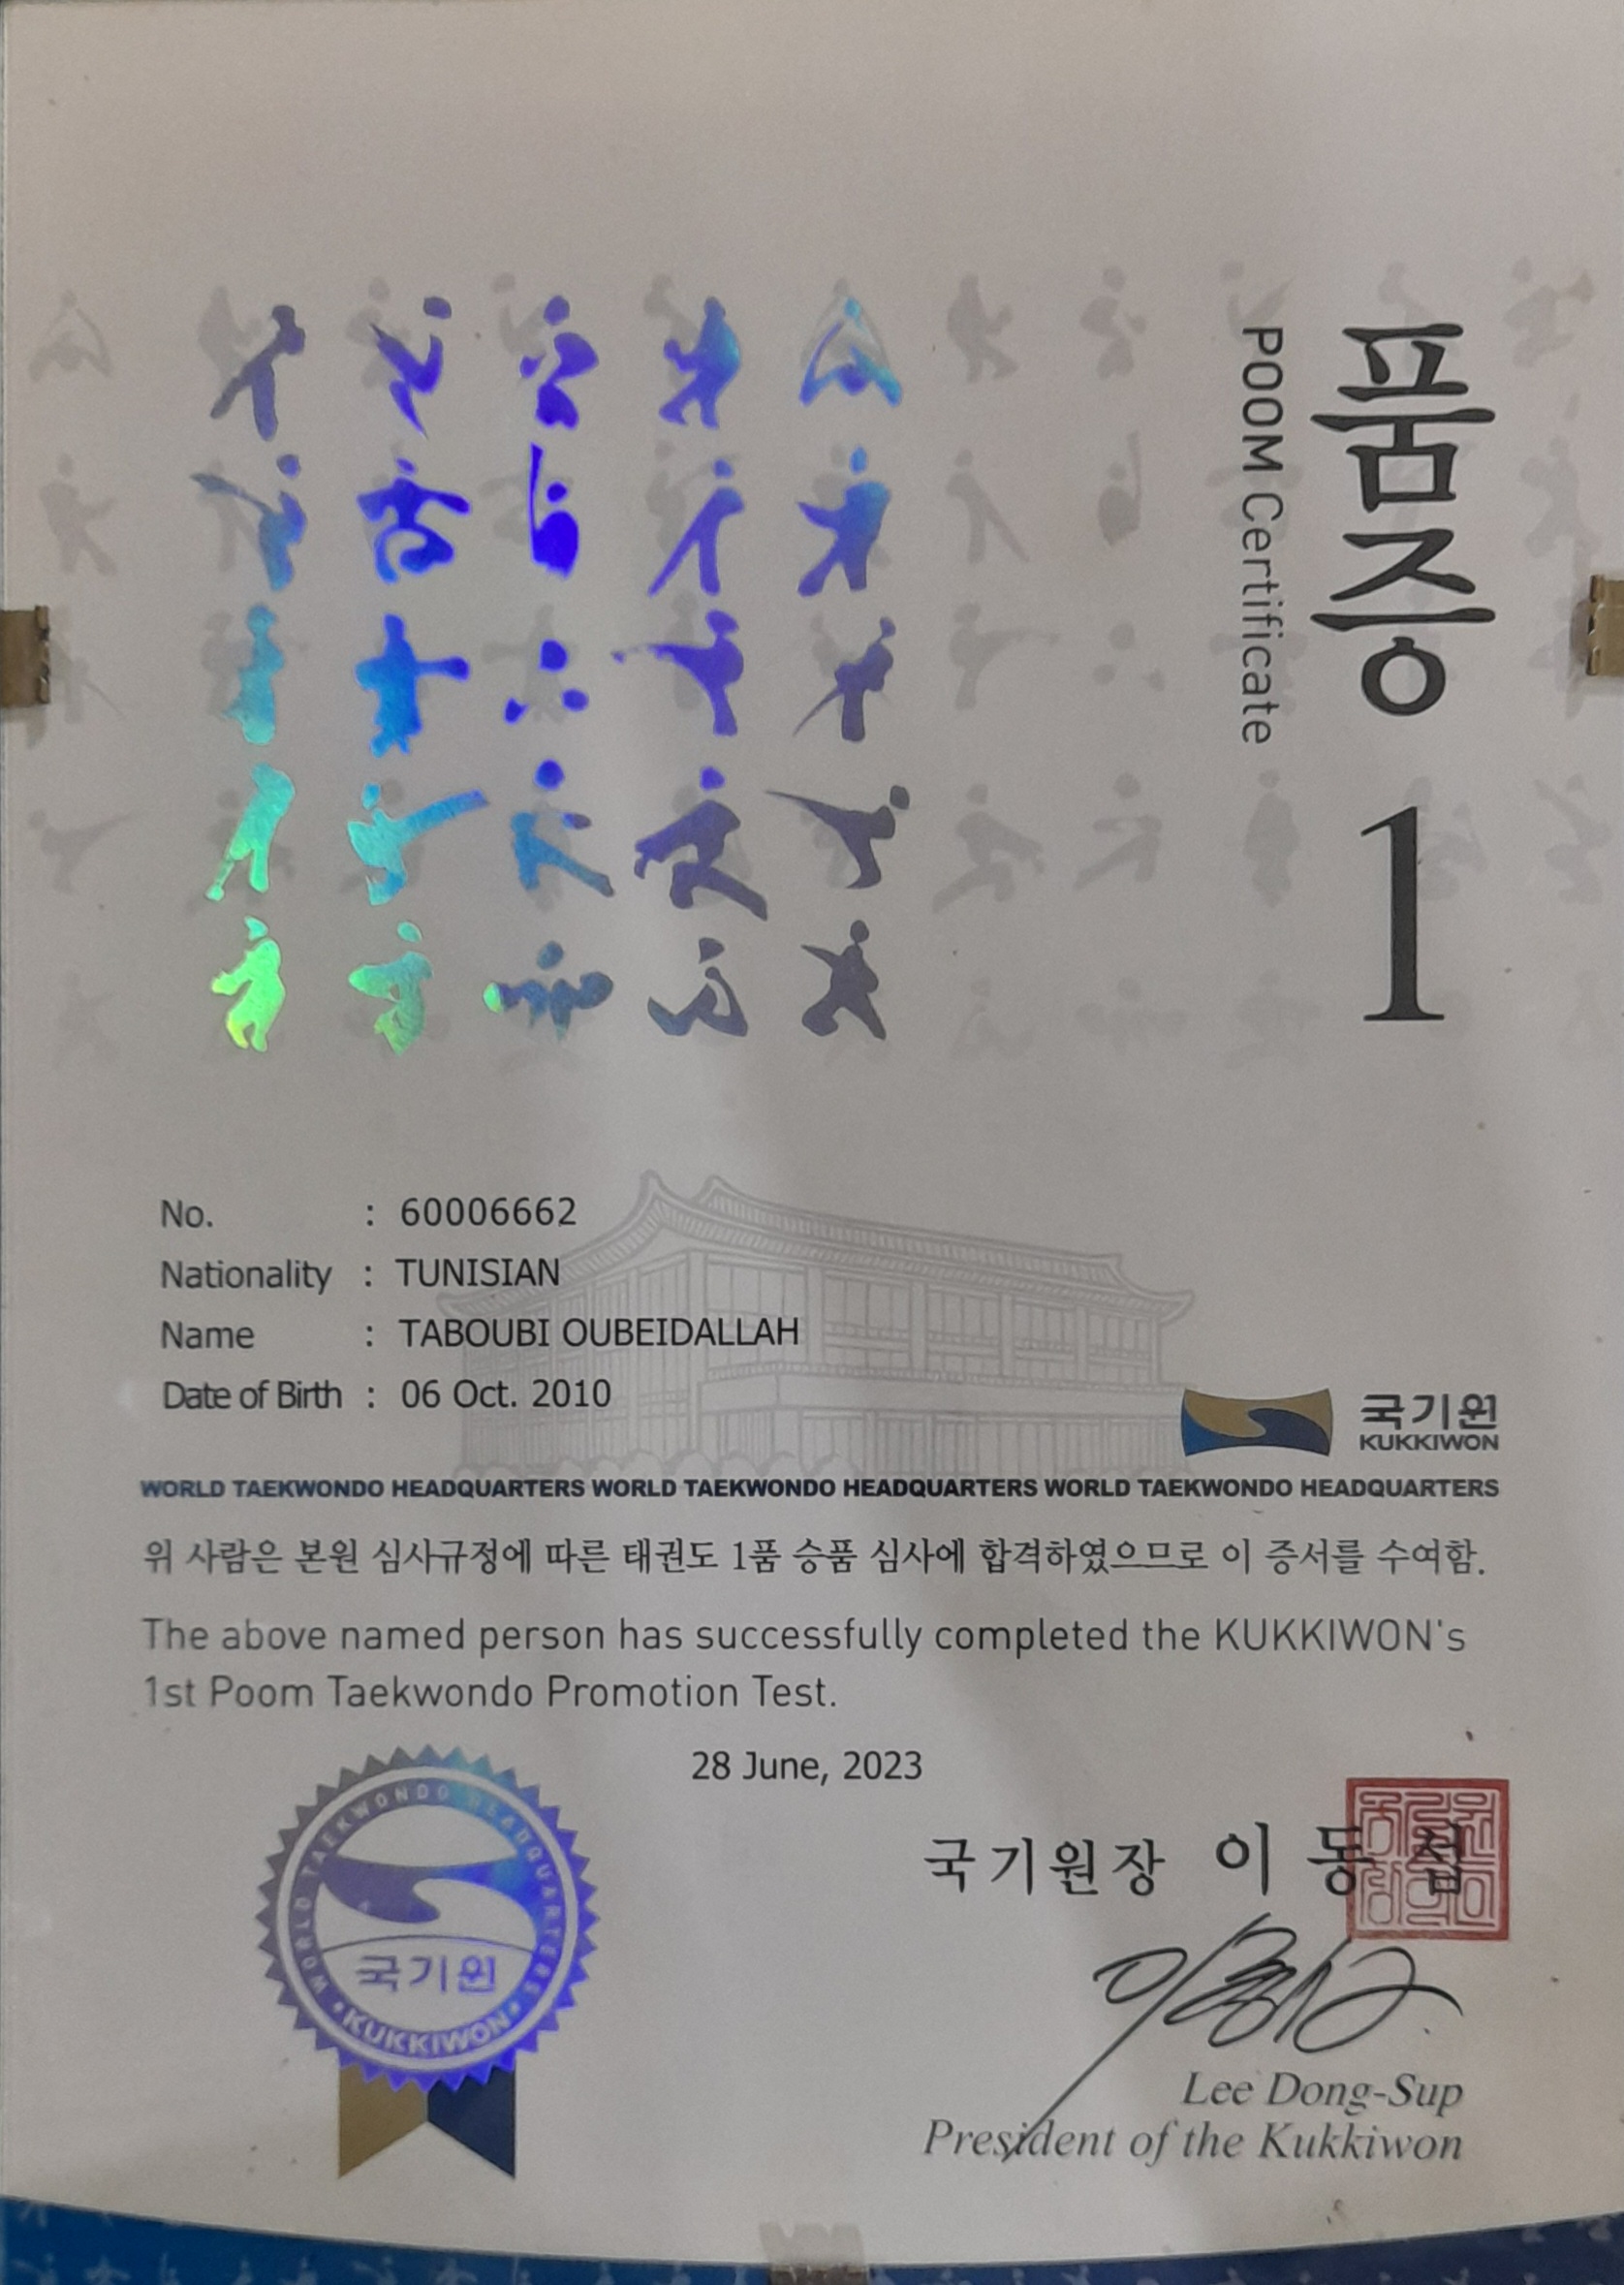 품증 1
POOM Certificate
No. : 60006662
Nationality : TUNISIAN
Name : TABOUBI OUBEIDALLAH
Date of Birth : 06 Oct. 2010
국기원
KUKKIWON
WORLD TAEKWONDO HEADQUARTERS WORLD TAEKWONDO HEADQUARTERS WORLD TAEKWONDO HEADQUARTERS
위 사람은 본원 심사규정에 따른 태권도 1품 승품 심사에 합격하였으므로 이 증서를 수여함.
The above named person has successfully completed the KUKKIWON's
1st Poom Taekwondo Promotion Test.
28 June, 2023
WORLD TAEKWONDO HEADQUARTERS
국기원
• KUKKIWON •
국기원장 이동섭
Lee Dong-Sup
President of the Kukkiwon